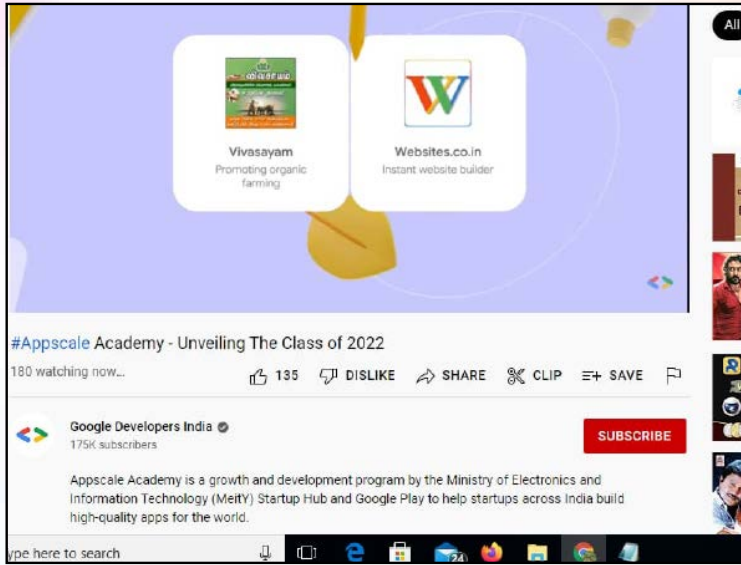 All
விவசாயம்
Vivasayam
Promoting organic
farming
Websites.co.in
Instant website builder
#Appscale Academy - Unveiling The Class of 2022
180 watching now...
135 DISLIKE SHARE CLIP SAVE
Google Developers India
175K subscribers
SUBSCRIBE
Appscale Academy is a growth and development program by the Ministry of Electronics and
Information Technology (MeitY) Startup Hub and Google Play to help startups across India build
high-quality apps for the world.
ype here to search
24